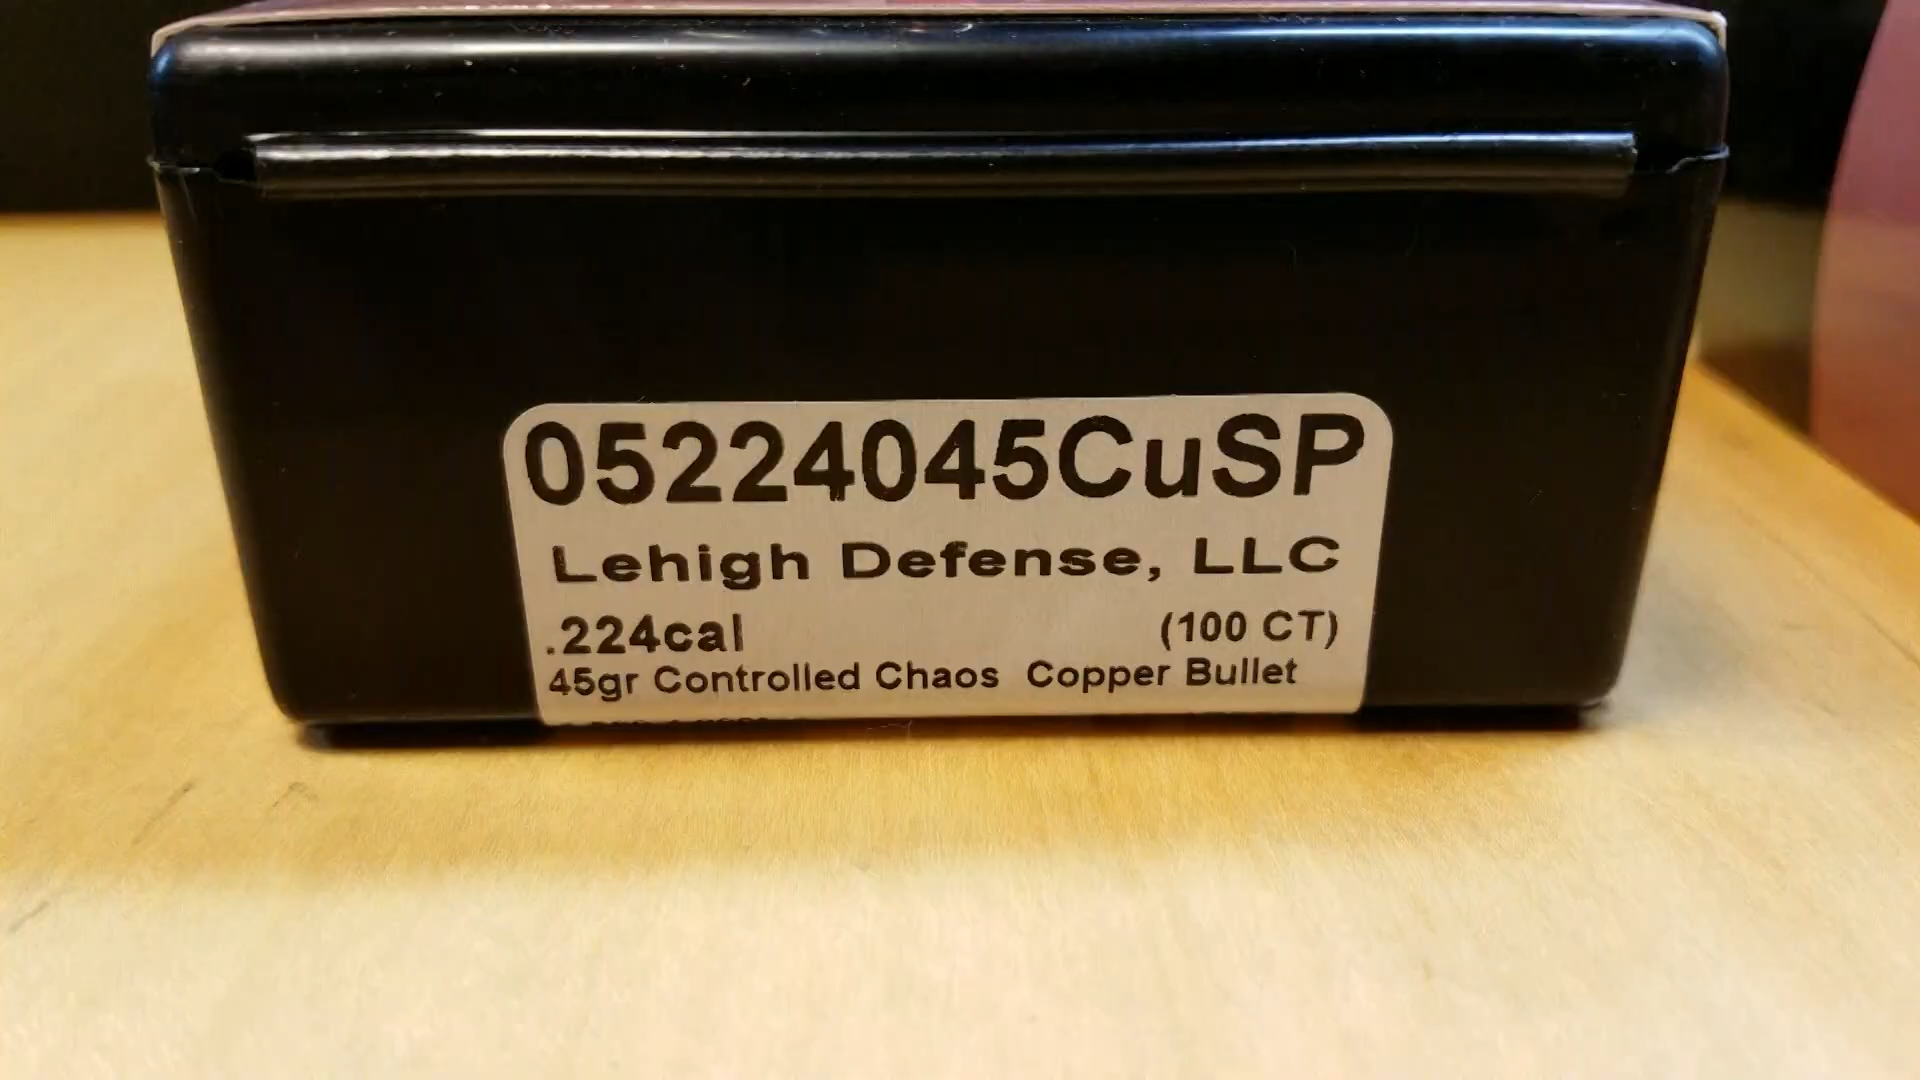 05224045CuSP
Lehigh Defense, LLC
.224cal (100 CT)
45gr Controlled Chaos Copper Bullet